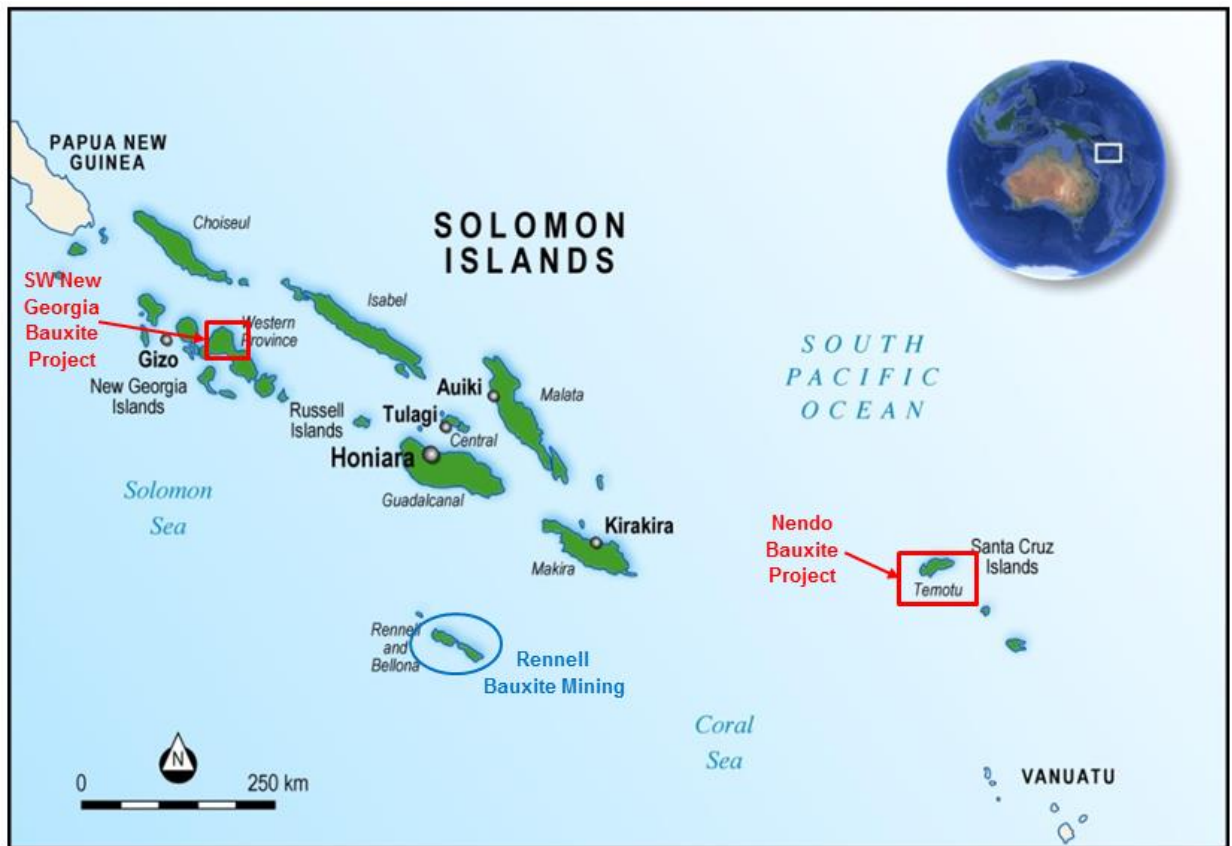 PAPUA NEW
GUINEA
Choiseul
SOLOMON
ISLANDS
SW New
Georgia
Bauxite
Project
Western
Province
Isabel
Gizo
New Georgia
Islands
Russell
Islands
Auiki
Malata
Tulagi
Central
Honiara
Guadalcanal
SOUTH
PACIFIC
OCEAN
Solomon
Sea
Kirakira
Makira
Nendo
Bauxite
Project
Santa Cruz
Islands
Temotu
Rennell
and
Bellona
Rennell
Bauxite Mining
Coral
Sea
VANUATU
N
0 250 km